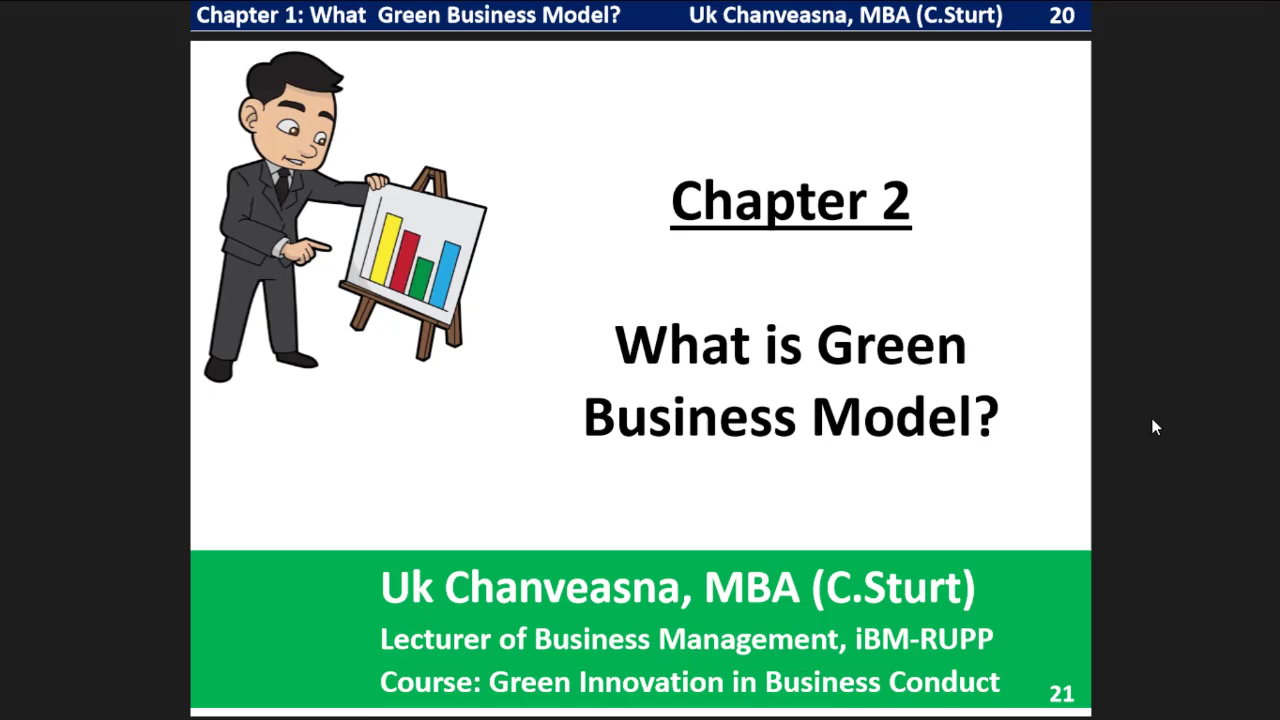 Chapter 1: What Green Business Model? Uk Chanveasna, MBA (C.Sturt) 20
Chapter 2
What is Green
Business Model?
Uk Chanveasna, MBA (C.Sturt)
Lecturer of Business Management, iBM-RUPP
Course: Green Innovation in Business Conduct
21